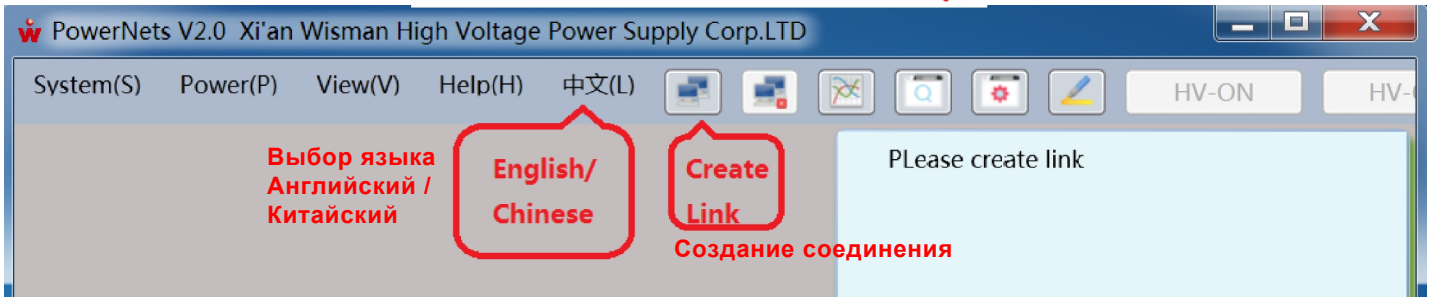 PowerNets V2.0 Xi'an Wisman High Voltage Power Supply Corp.LTD
System(S) Power(P) View(V) Help(H) 中文(L) HV-ON HV-
Выбор языка
Английский /
Китайский
English/
Chinese
Create
Link
PLease create link
Создание соединения